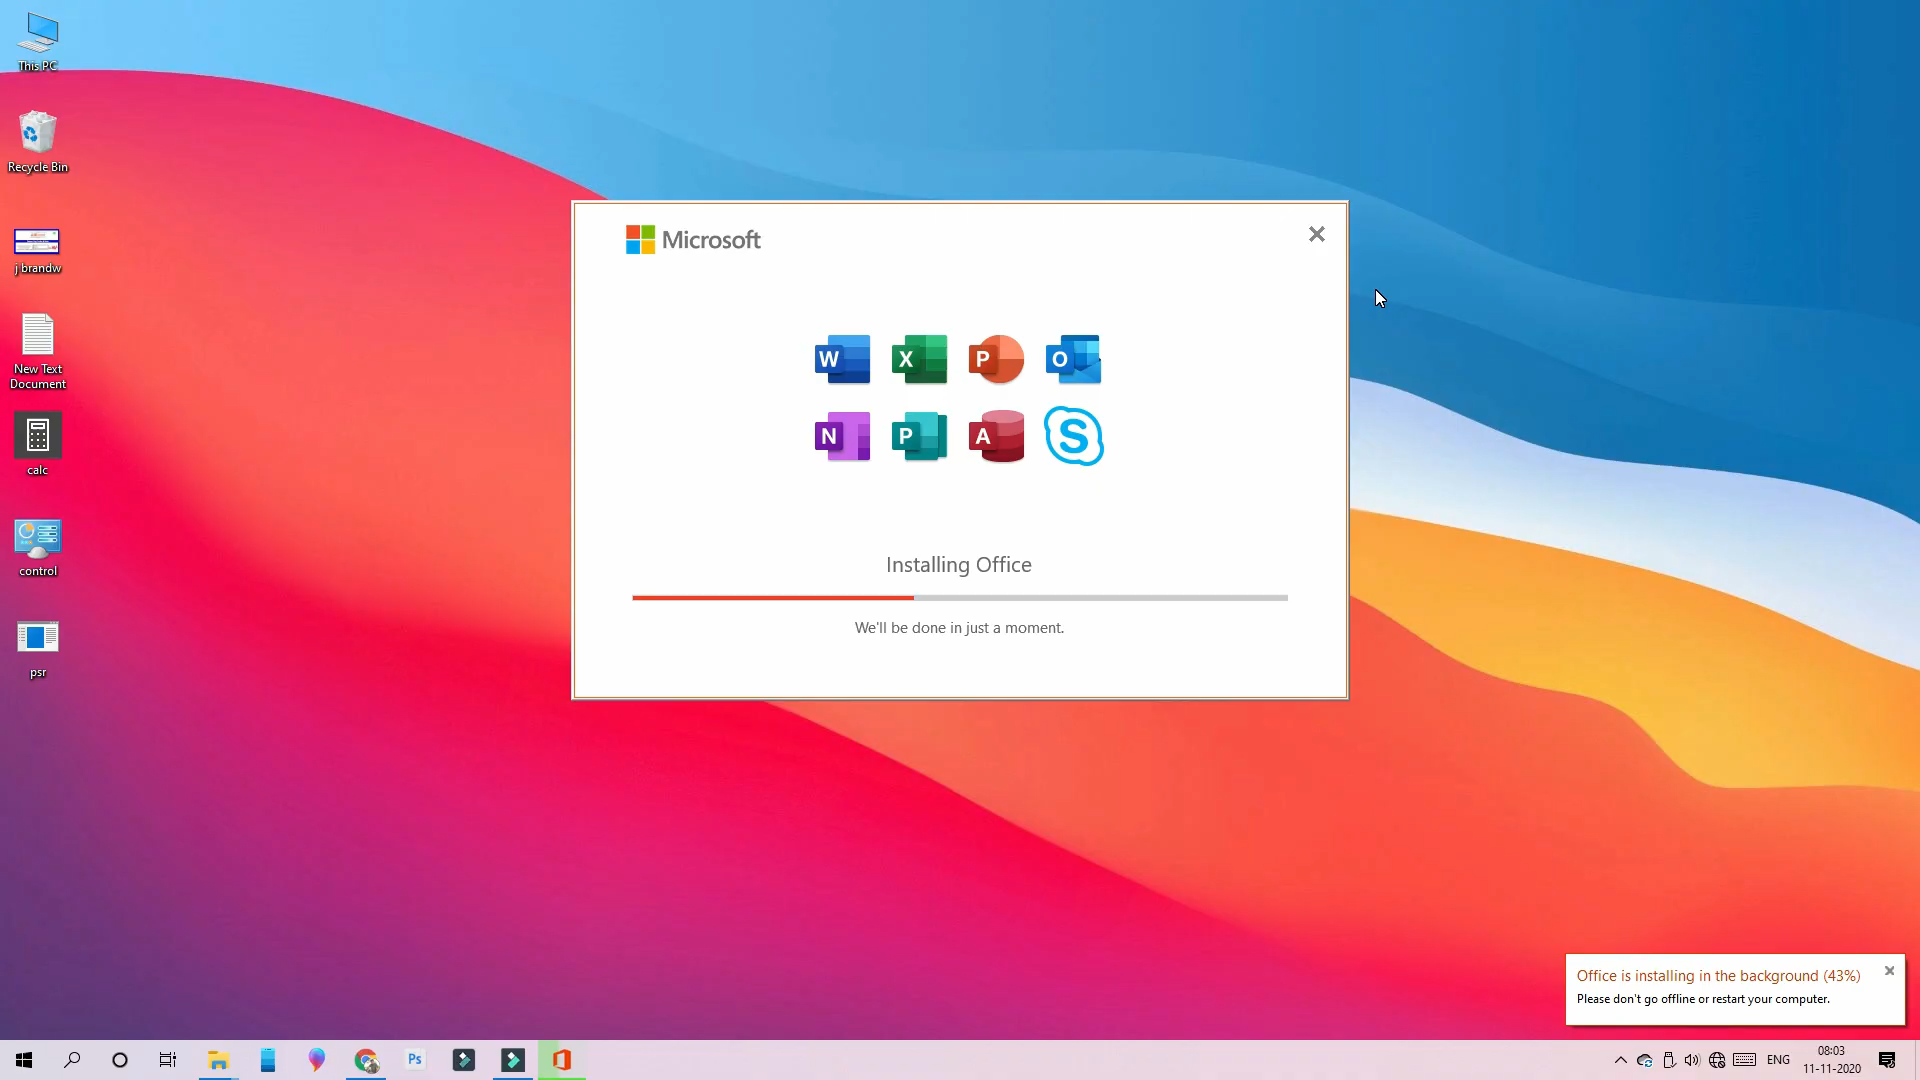 This PC
Recycle Bin
j brandw
New Text
Document
calc
control
psr
Microsoft
W X P O
N P A S
Installing Office
We'll be done in just a moment.
Office is installing in the background (43%)
Please don't go offline or restart your computer.
Ps
ENG
08:03
11-11-2020